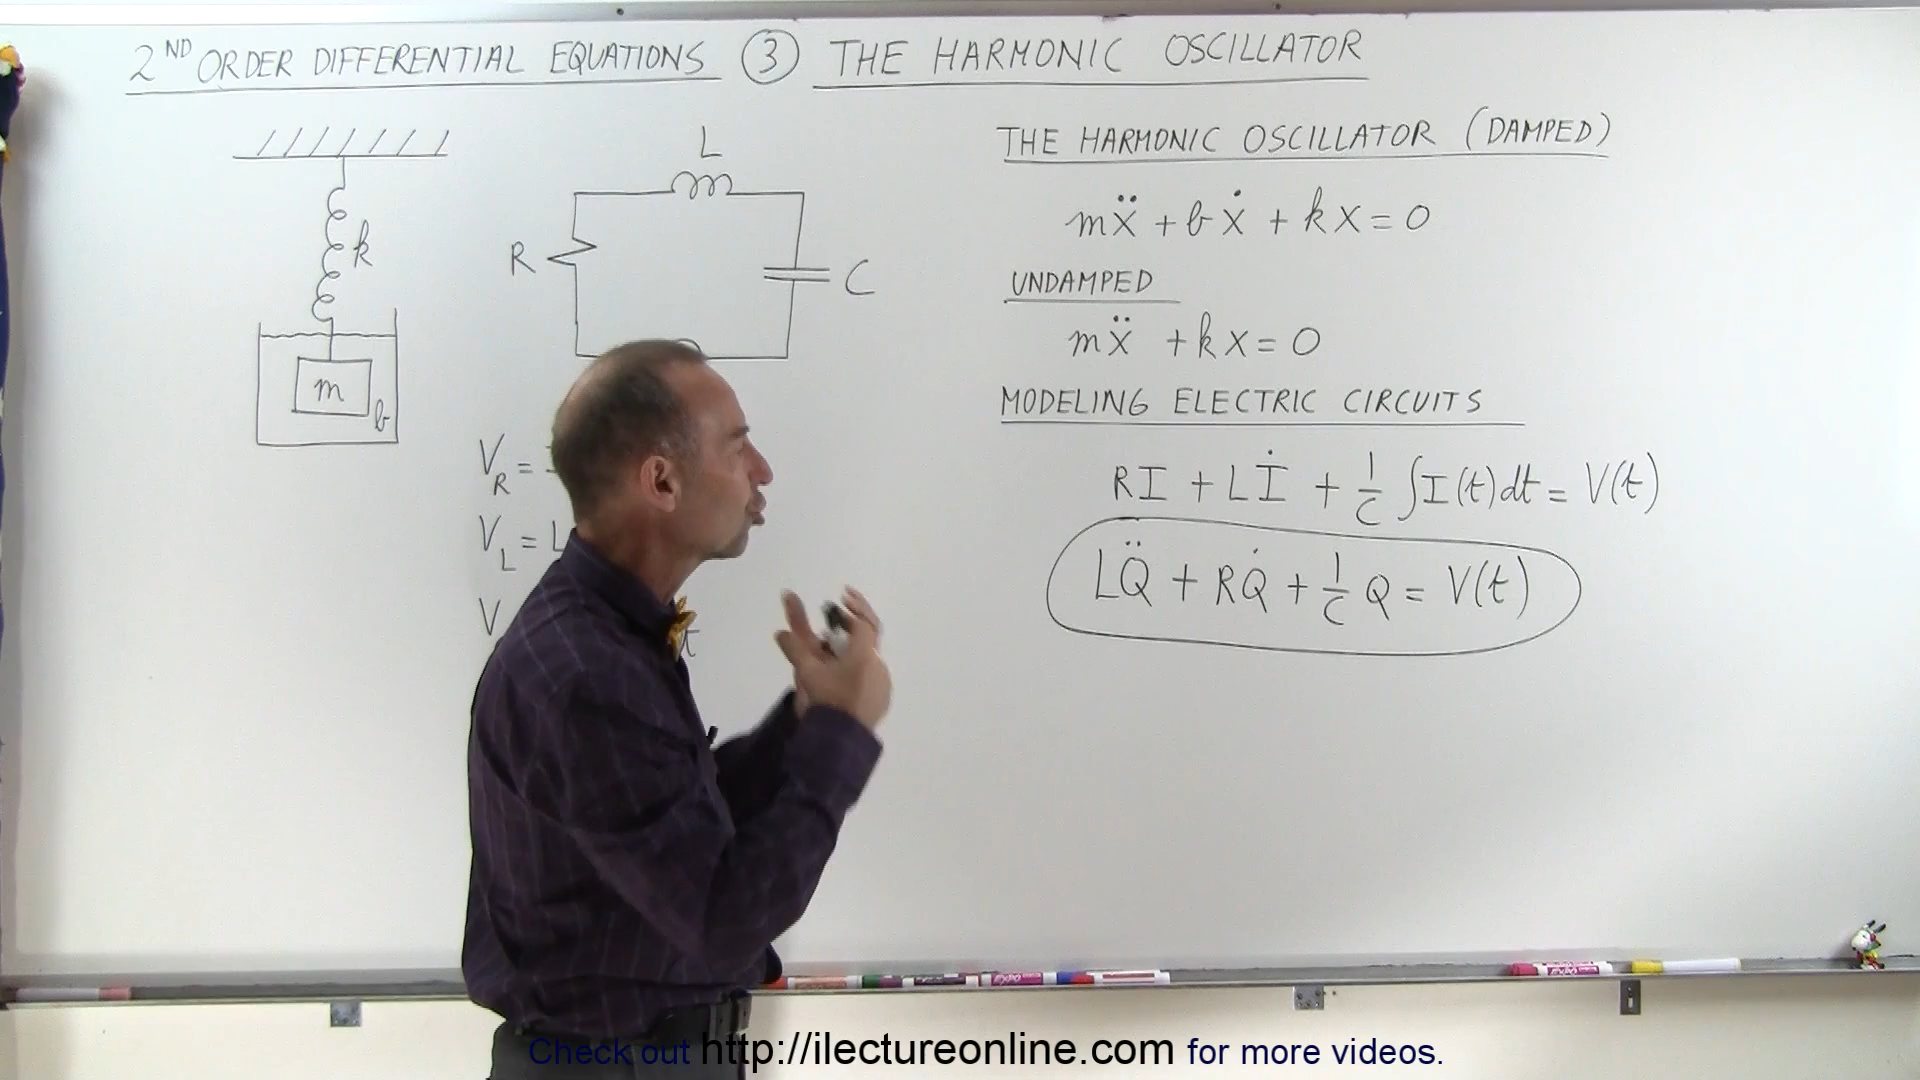 2ND ORDER DIFFERENTIAL EQUATIONS ③ THE HARMONIC OSCILLATOR
L
R
C
k
m
b
V_R =
V_L = L
V
t
THE HARMONIC OSCILLATOR (DAMPED)
mẍ + bẋ + kx = 0
UNDAMPED
mẍ + kx = 0
MODELING ELECTRIC CIRCUITS
RI + Lİ + 1/C ∫I(t)dt = V(t)
LQ̈ + RQ̇ + 1/C Q = V(t)
Check out http://ilectureonline.com for more videos.